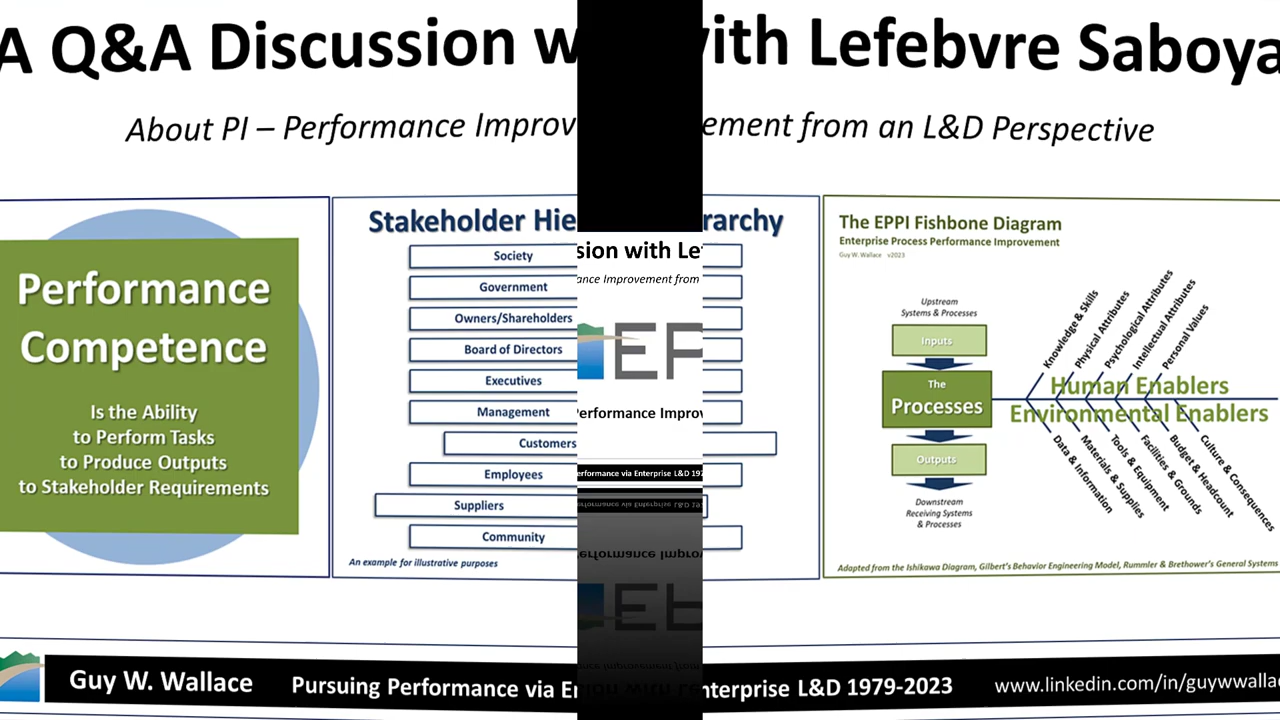 A Q&A Discussion w
with Lefebvre Saboya
About PI – Performance Improv
ement from an L&D Perspective
Performance
Competence
Is the Ability
to Perform Tasks
to Produce Outputs
to Stakeholder Requirements
Stakeholder Hie
rarchy
Society
Government
Owners/Shareholders
Board of Directors
Executives
Management
Customers
Employees
Suppliers
Community
An example for illustrative purposes
sion with Le
ance Improvement from
EP
Performance Improv
erformance via Enterprise L&D 197
The EPPI Fishbone Diagram
Enterprise Process Performance Improvement
Guy W. Wallace v2023
Upstream
Systems & Processes
Inputs
The
Processes
Outputs
Downstream
Receiving Systems
& Processes
Knowledge & Skills
Physical Attributes
Psychological Attributes
Intellectual Attributes
Personal Values
Human Enablers
Environmental Enablers
Data & Information
Materials & Supplies
Tools & Equipment
Facilities & Grounds
Budget & Headcount
Culture & Consequences
Adapted from the Ishikawa Diagram, Gilbert's Behavior Engineering Model, Rummler & Brethower's General Systems
Guy W. Wallace
Pursuing Performance via E
nterprise L&D 1979-2023
www.linkedin.com/in/guywwallac